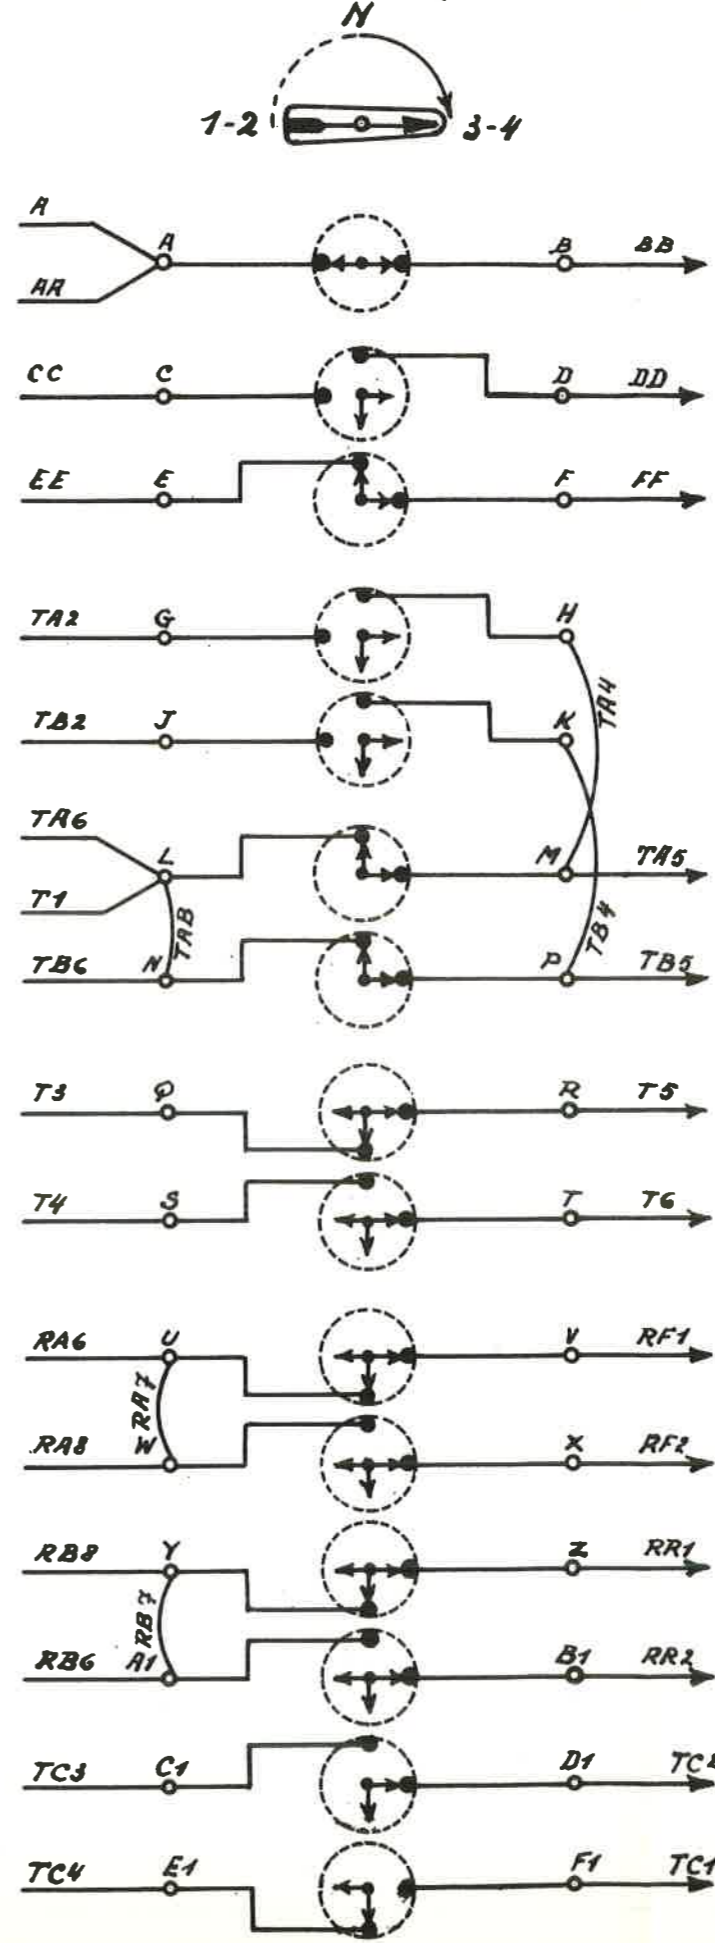 N
1-2 3-4
A
A B BB
AA
CC C D DD
EE E F FF
TA2 G H
TA4
TB2 J K
TA6
L M TA5
T1
TAB TB4
TB6 N P TB5
T3 Q R T5
T4 S T T6
RA6 U V RF1
RA7
RA8 W X RF2
RB8 Y Z RR1
RB7
RB6 A1 B1 RR2
TC3 C1 D1
TC4 E1 F1 TC1